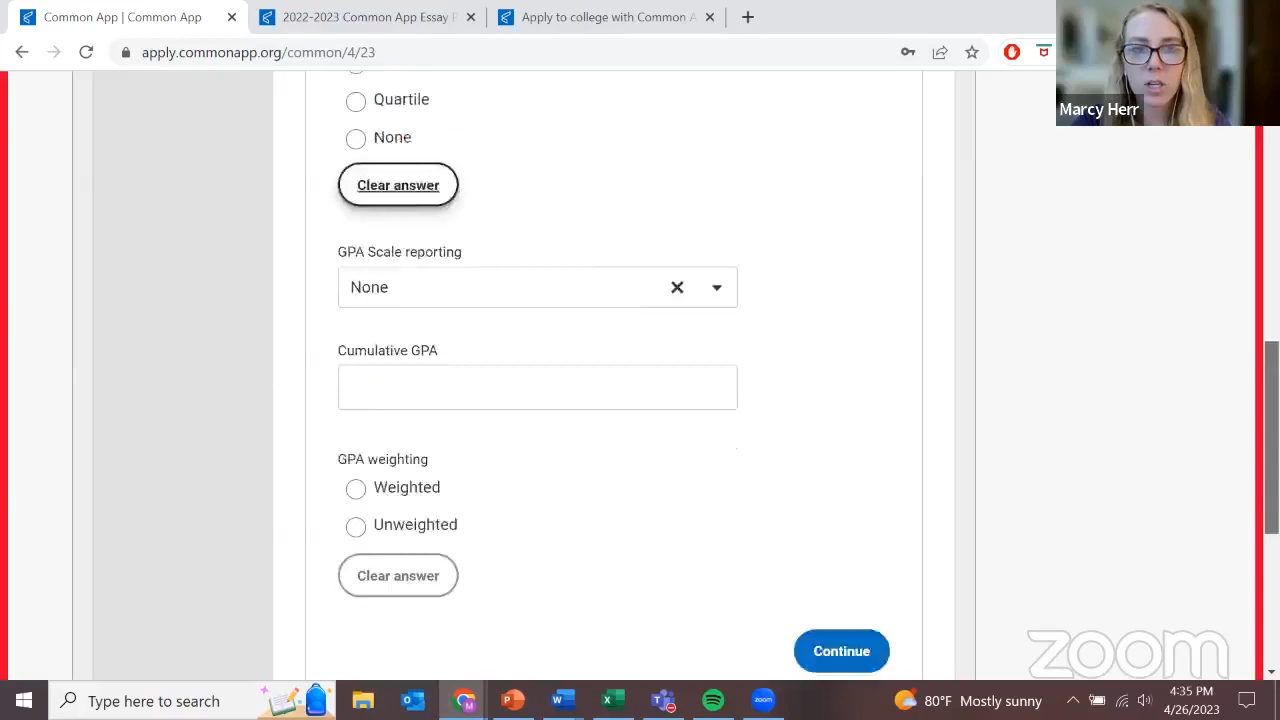 Common App | Common App
2022-2023 Common App Essay
Apply to college with Common A
apply.commonapp.org/common/4/23
Marcy Herr
Quartile
None
Clear answer
GPA Scale reporting
None
Cumulative GPA
GPA weighting
Weighted
Unweighted
Clear answer
Continue
zoom
Type here to search
zoom
80°F Mostly sunny
4:35 PM
4/26/2023